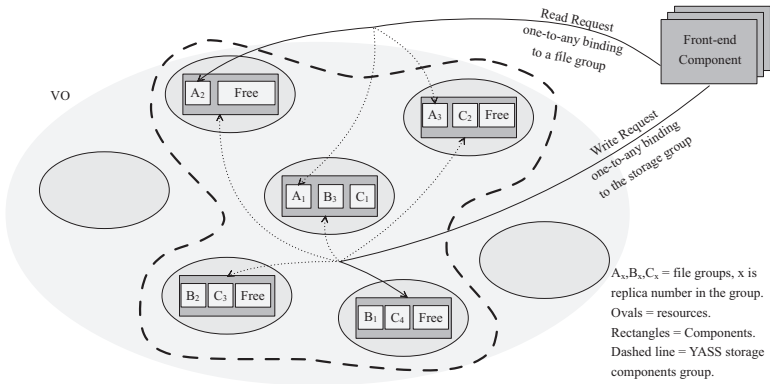 Read Request
one-to-any binding
to a file group
Front-end
Component
VO
A2
Free
A3
C2
Free
Write Request
one-to-any binding
to the storage group
A1
B3
C1
B2
C3
Free
B1
C4
Free
Ax,Bx,Cx = file groups, x is
replica number in the group.
Ovals = resources.
Rectangles = Components.
Dashed line = YASS storage
components group.